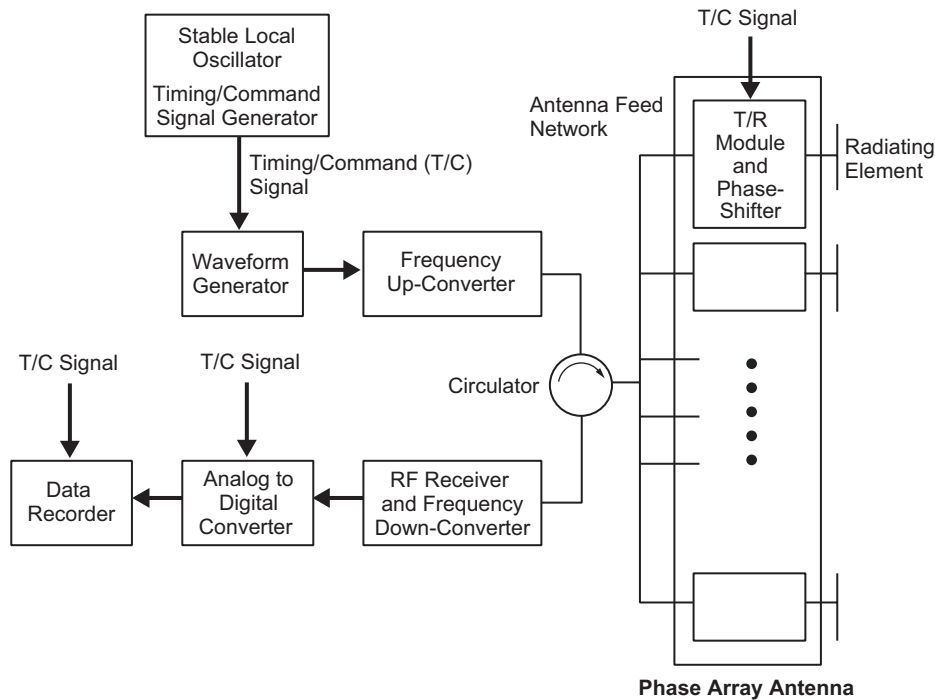 Stable Local
Oscillator
Timing/Command
Signal Generator
Timing/Command (T/C)
Signal
Waveform
Generator
Frequency
Up-Converter
T/C Signal
T/C Signal
Circulator
Data
Recorder
Analog to
Digital
Converter
RF Receiver
and Frequency
Down-Converter
T/C Signal
Antenna Feed
Network
T/R
Module
and
Phase-
Shifter
Radiating
Element
Phase Array Antenna